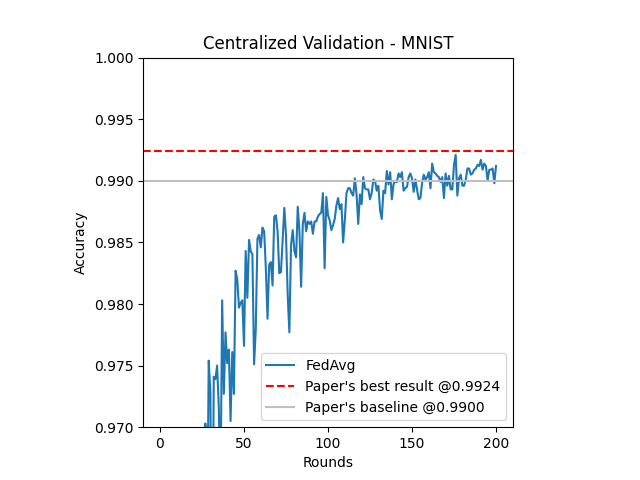 Centralized Validation - MNIST
1.000
0.995
0.990
0.985
0.980
0.975
0.970
Accuracy
FedAvg
Paper's best result @0.9924
Paper's baseline @0.9900
0 50 100 150 200
Rounds